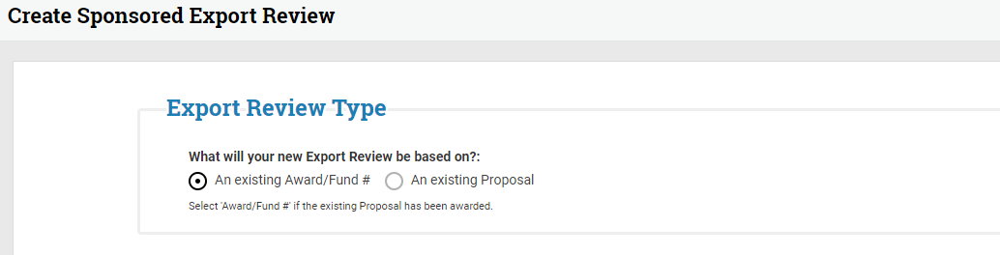 Create Sponsored Export Review
Export Review Type
What will your new Export Review be based on?:
An existing Award/Fund # An existing Proposal
Select 'Award/Fund #' if the existing Proposal has been awarded.